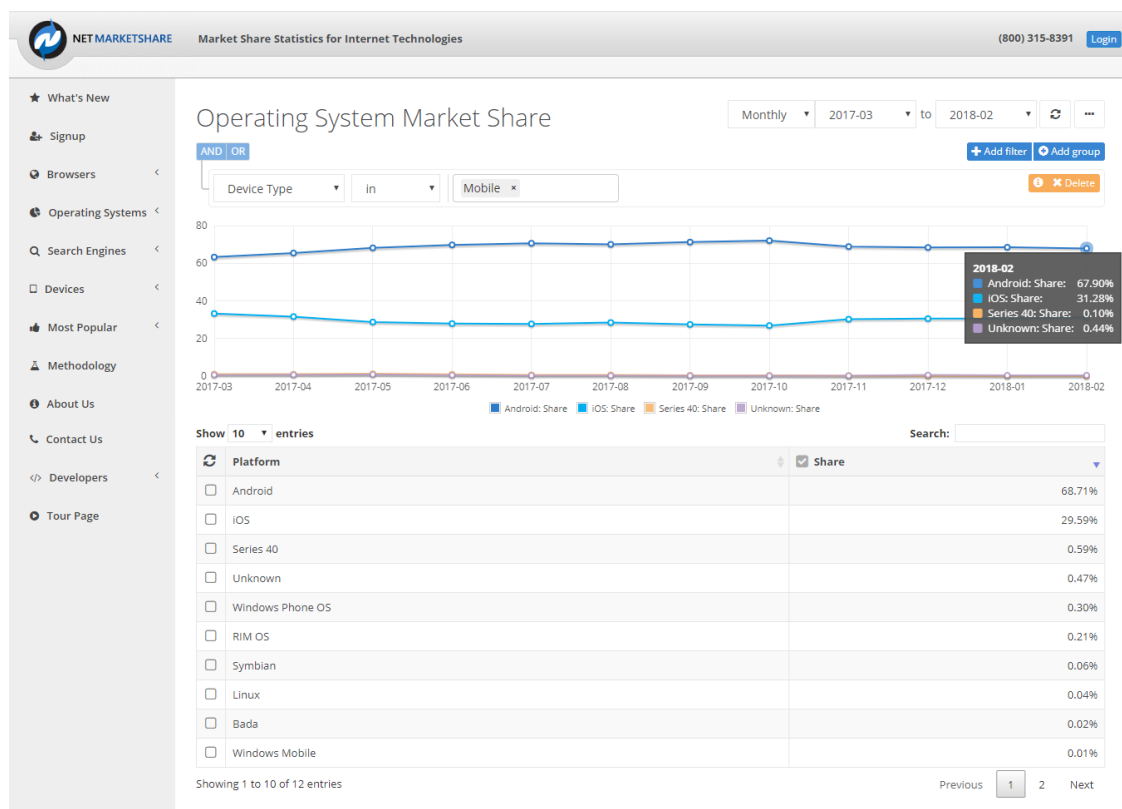 NETMARKETSHARE Market Share Statistics for Internet Technologies (800) 315-8391 Login
What's New
Signup
Browsers
Operating Systems
Search Engines
Devices
Most Popular
Methodology
About Us
Contact Us
Developers
Tour Page
Operating System Market Share
Monthly 2017-03 to 2018-02
AND OR
Add filter Add group
Device Type in Mobile × Delete
80
60
40
20
0
2018-02
Android: Share: 67.90%
iOS: Share: 31.28%
Series 40: Share: 0.10%
Unknown: Share: 0.44%
2017-03 2017-04 2017-05 2017-06 2017-07 2017-08 2017-09 2017-10 2017-11 2017-12 2018-01 2018-02
Android: Share iOS: Share Series 40: Share Unknown: Share
Show 10 entries Search:
Platform Share
Android 68.71%
iOS 29.59%
Series 40 0.59%
Unknown 0.47%
Windows Phone OS 0.30%
RIM OS 0.21%
Symbian 0.06%
Linux 0.04%
Bada 0.02%
Windows Mobile 0.01%
Showing 1 to 10 of 12 entries Previous 1 2 Next